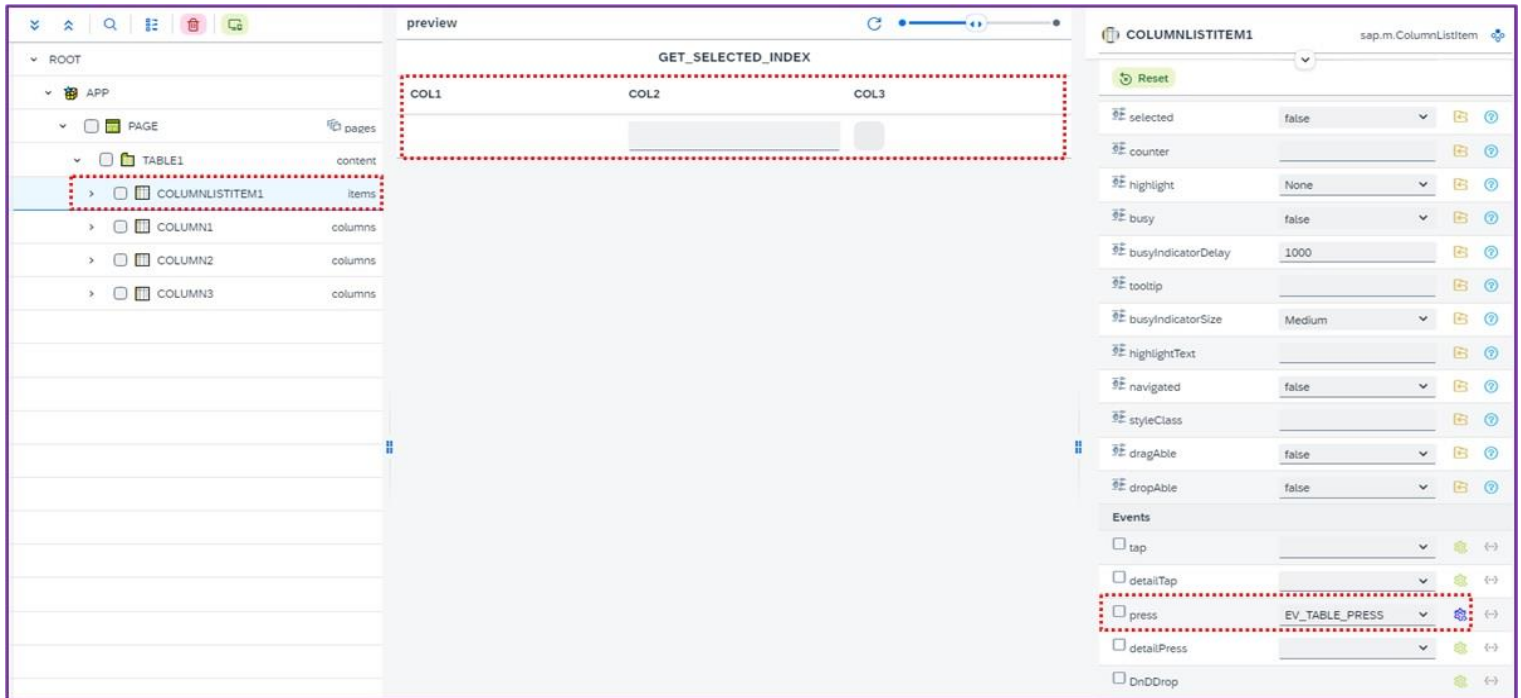 preview
GET_SELECTED_INDEX
COL1 COL2 COL3
ROOT
APP
PAGE pages
TABLE1 content
COLUMNLISTITEM1 items
COLUMN1 columns
COLUMN2 columns
COLUMN3 columns
COLUMNLISTITEM1 sap.m.ColumnListItem
Reset
selected false
counter
highlight None
busy false
busyIndicatorDelay 1000
tooltip
busyIndicatorSize Medium
highlightText
navigated false
styleClass
dragAble false
dropAble false
Events
tap
detailTap
press EV_TABLE_PRESS
detailPress
DnDDrop